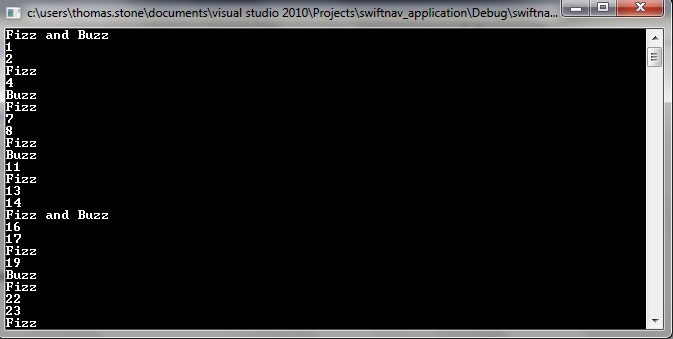 c:\users\thomas.stone\documents\visual studio 2010\Projects\swiftnav_application\Debug\swiftna...
Fizz and Buzz
1
2
Fizz
4
Buzz
Fizz
7
8
Fizz
Buzz
11
Fizz
13
14
Fizz and Buzz
16
17
Fizz
19
Buzz
Fizz
22
23
Fizz